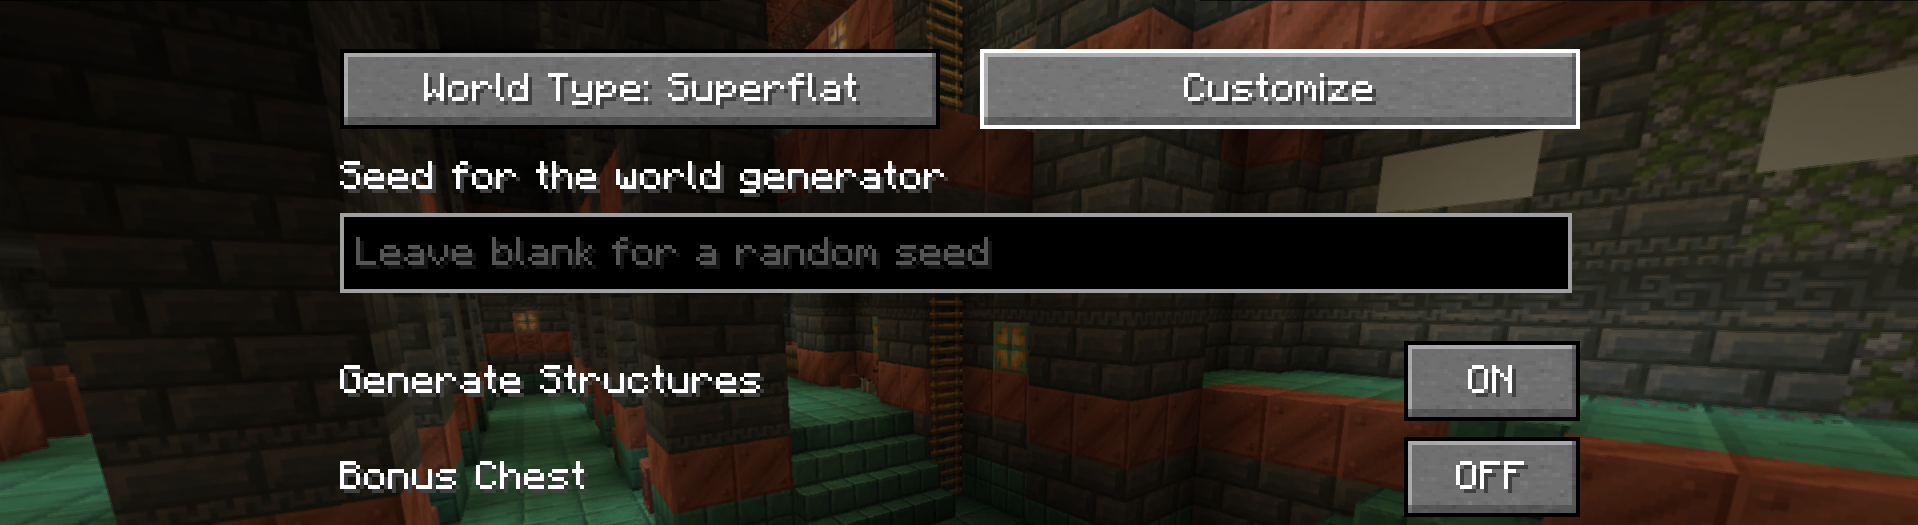 World Type: Superflat
Customize
Seed for the world generator
Leave blank for a random seed
Generate Structures
ON
Bonus Chest
OFF